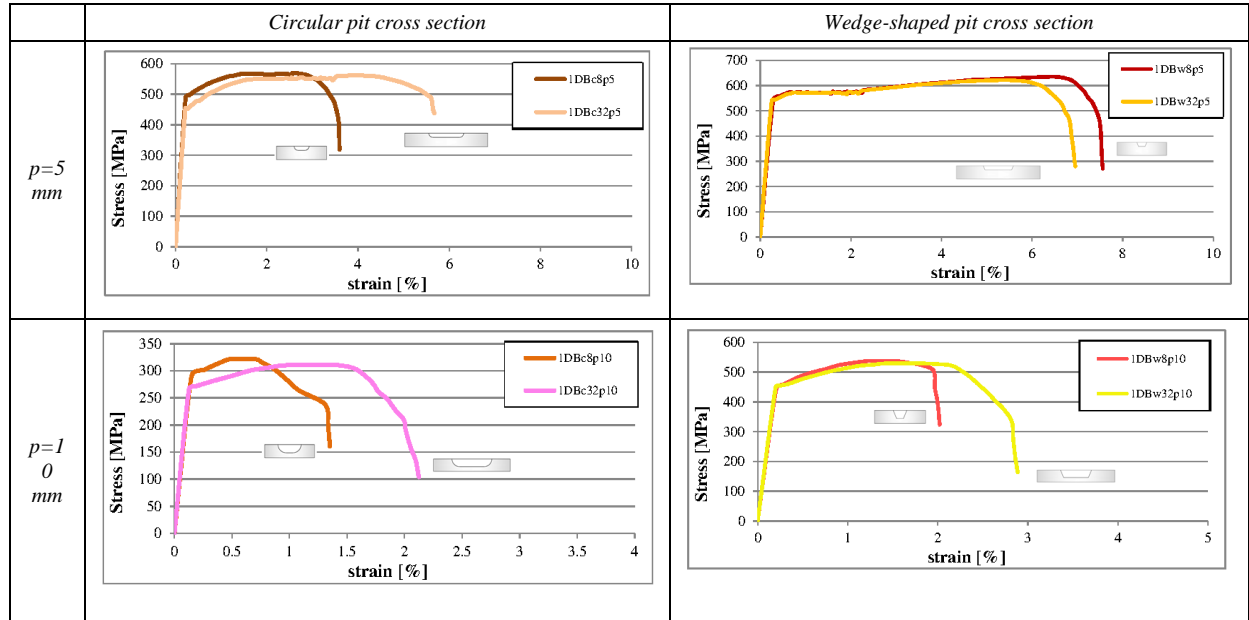 Circular pit cross section
Wedge-shaped pit cross section
p=5
mm
Stress [MPa]
600
500
400
300
200
100
0
0
2
4
6
8
10
strain [%]
1DBc8p5
1DBc32p5
Stress [MPa]
700
600
500
400
300
200
100
0
0
2
4
6
8
10
strain [%]
1DBw8p5
1DBw32p5
p=1
0
mm
Stress [MPa]
350
300
250
200
150
100
50
0
0
0.5
1
1.5
2
2.5
3
3.5
4
strain [%]
1DBc8p10
1DBc32p10
Stress [MPa]
600
500
400
300
200
100
0
0
1
2
3
4
5
strain [%]
1DBw8p10
1DBw32p10